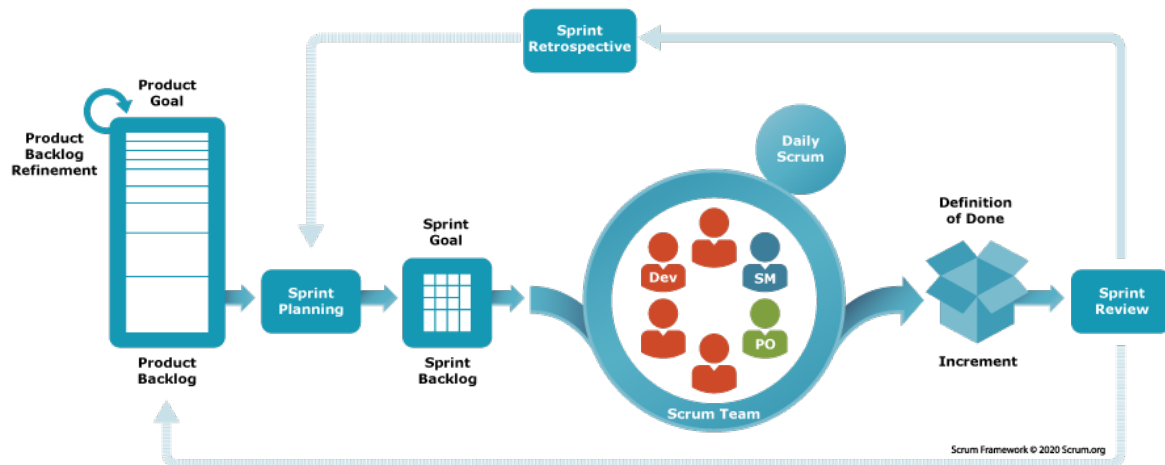 Sprint
Retrospective
Product
Goal
Product
Backlog
Refinement
Daily
Scrum
Sprint
Goal
Definition
of Done
Dev
SM
Sprint
Planning
Sprint
Review
PO
Product
Backlog
Sprint
Backlog
Increment
Scrum Team
Scrum Framework © 2020 Scrum.org